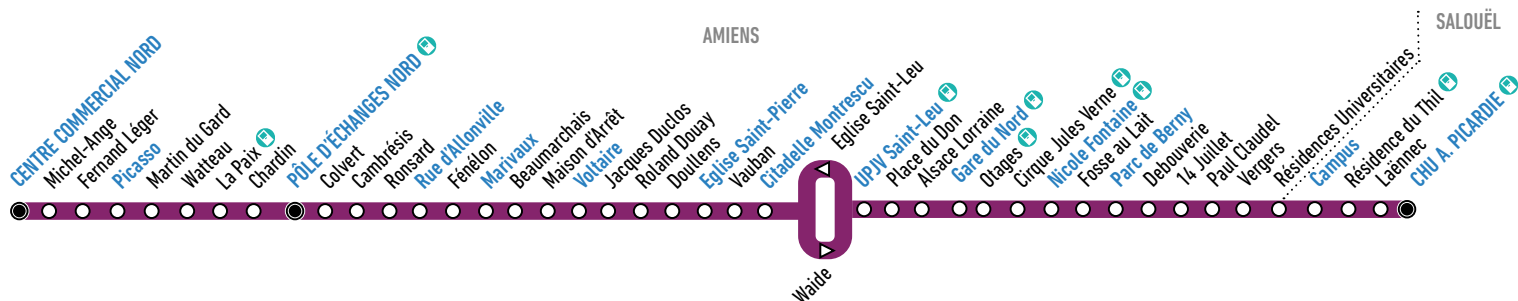 AMIENS
SALOUËL
CENTRE COMMERCIAL NORD
Michel-Ange
Fernand Léger
Picasso
Martin du Gard
Watteau
La Paix
Chardin
PÔLE D'ÉCHANGES NORD
Colvert
Cambrésis
Ronsard
Rue d'Allonville
Fénélon
Marivaux
Beaumarchais
Maison d'Arrêt
Voltaire
Jacques Duclos
Roland Douay
Doullens
Eglise Saint-Pierre
Vauban
Citadelle Montrescu
Eglise Saint-Leu
Waide
UPJV Saint-Leu
Place du Don
Alsace Lorraine
Gare du Nord
Otages
Cirque Jules Verne
Nicole Fontaine
Fosse au Lait
Parc de Berny
Debouverie
14 Juillet
Paul Claudel
Vergers
Résidences Universitaires
Campus
Résidence du Thil
Laënnec
CHU A. PICARDIE